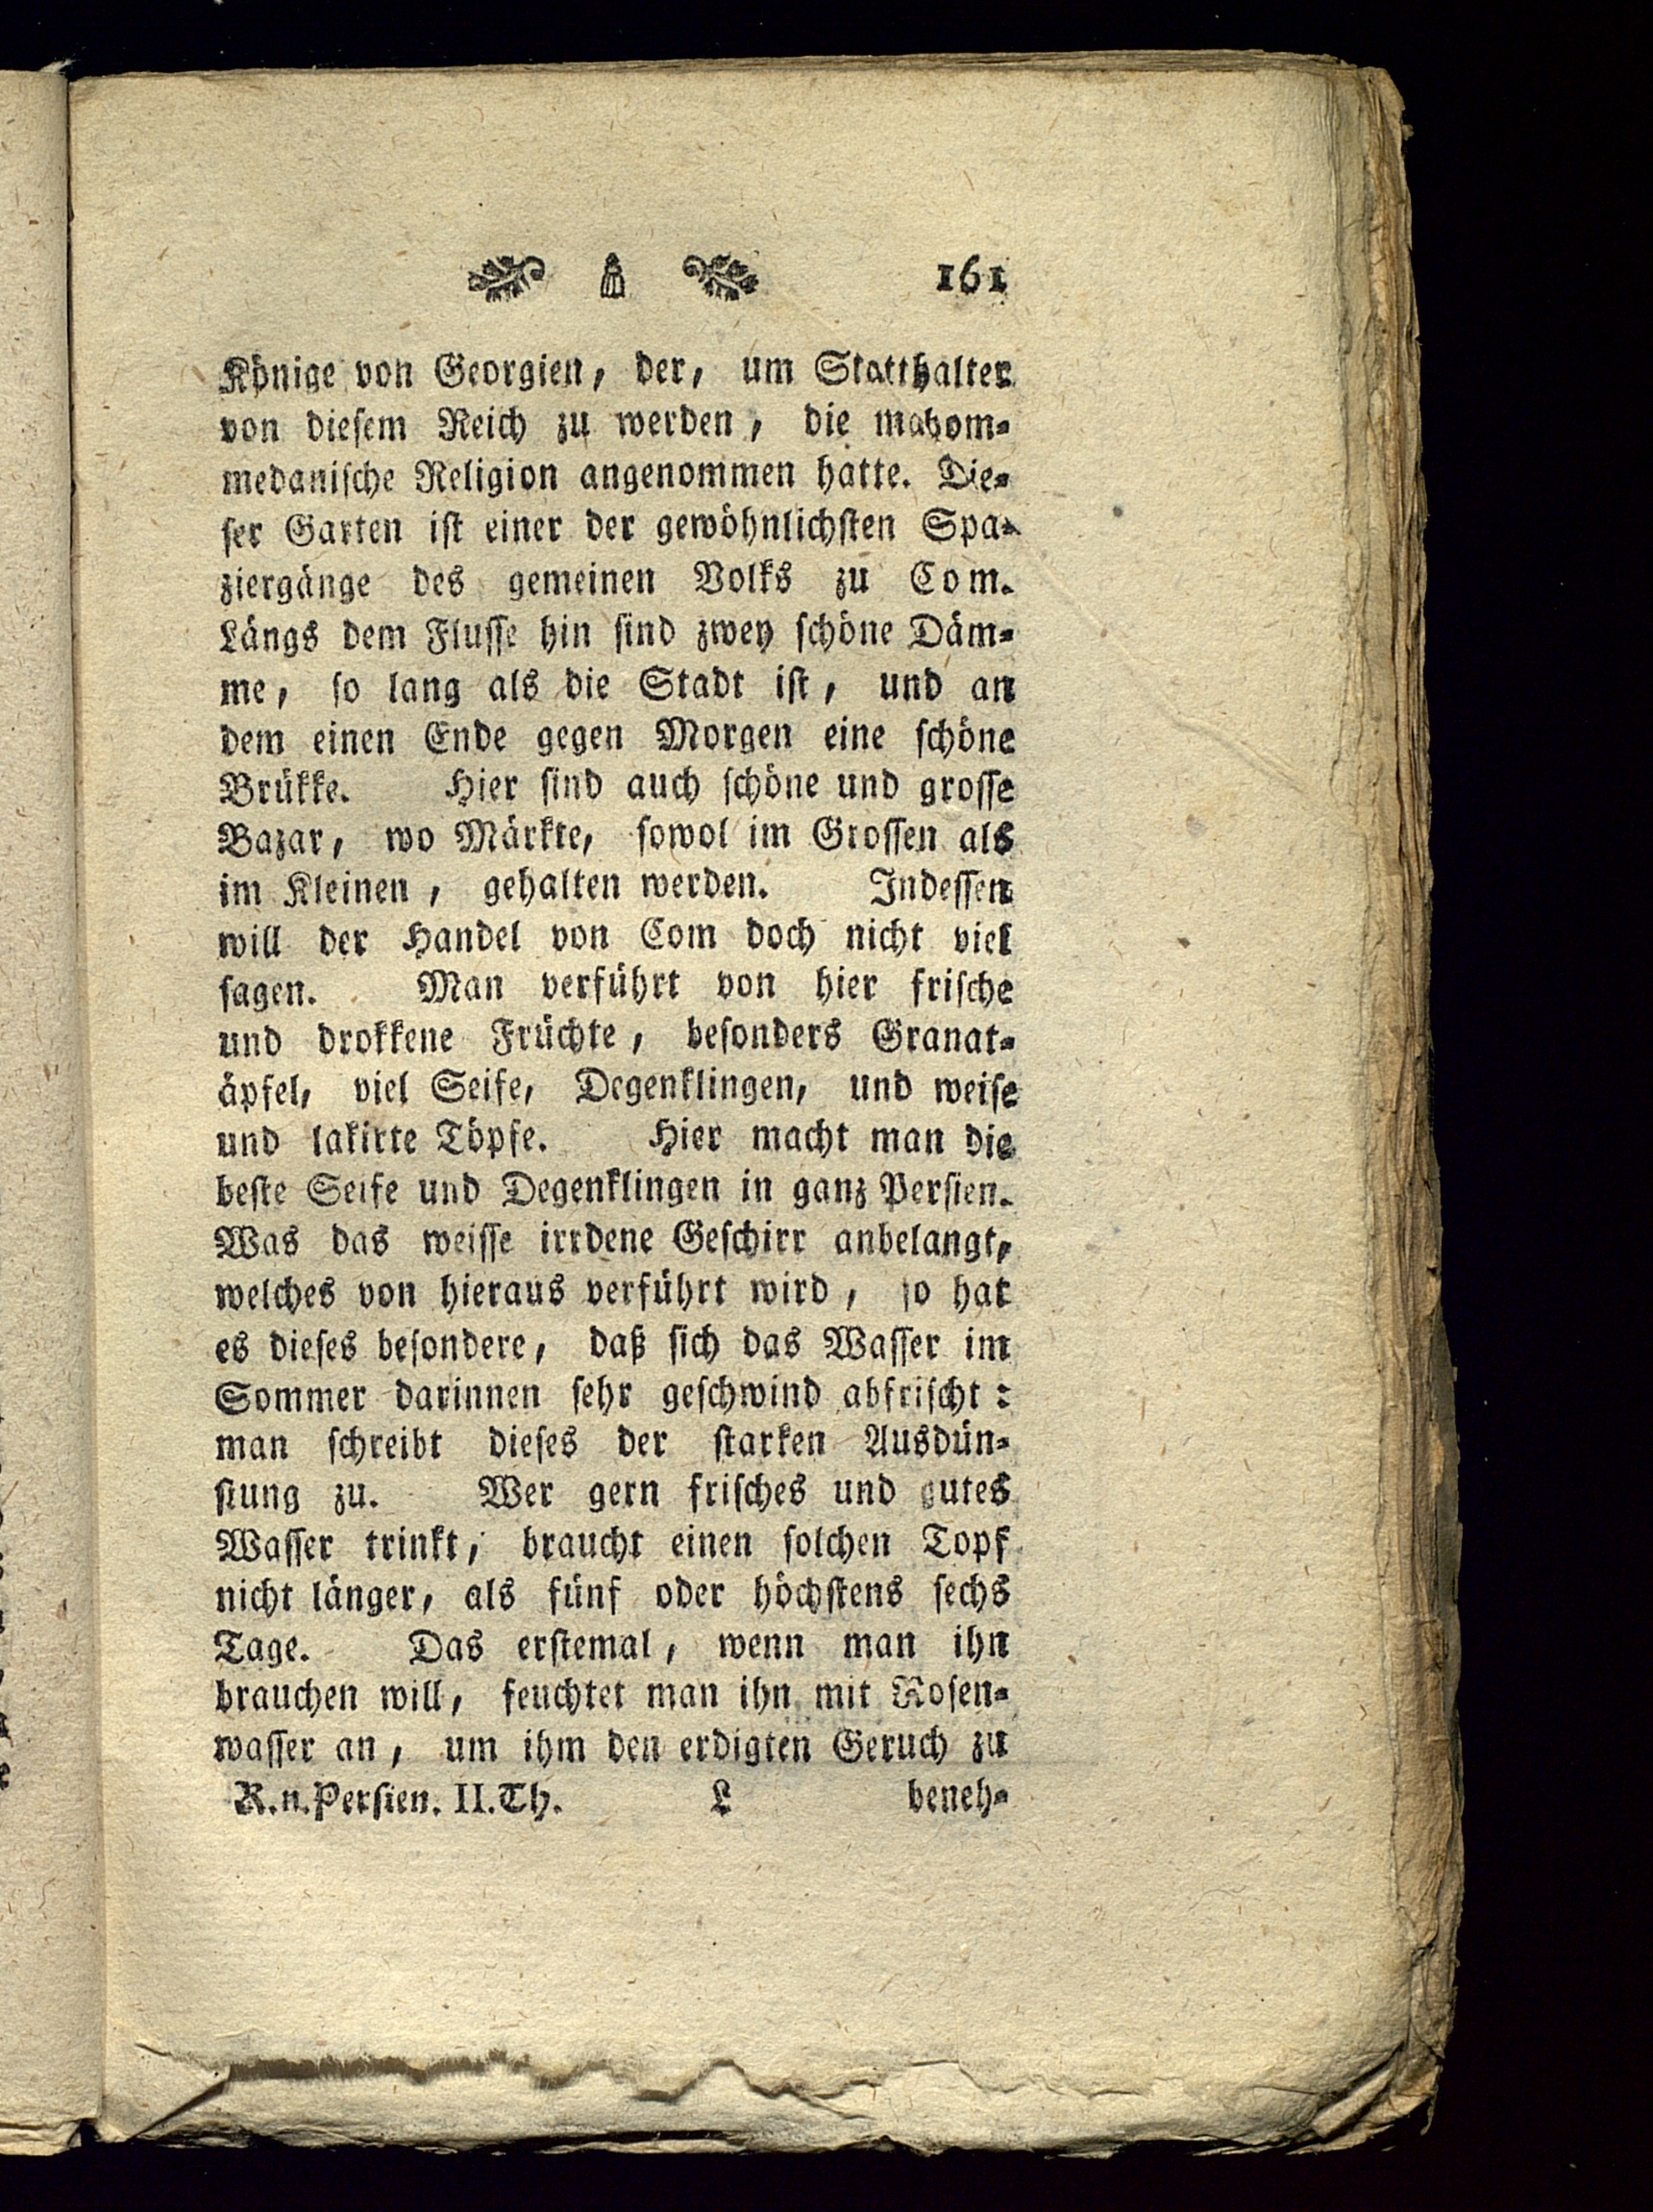 161
Könige von Georgien, der, um Statthalter
von diesem Reich zu werden, die mahom-
medanische Religion angenommen hatte. Die-
ser Garten ist einer der gewöhnlichsten Spa-
ziergänge des gemeinen Volks zu Com.
Längs dem Flusse hin sind zwey schöne Däm-
me, so lang als die Stadt ist, und an
dem einen Ende gegen Morgen eine schöne
Brükke. Hier sind auch schöne und grosse
Bazar, wo Märkte, sowol im Grossen als
im Kleinen, gehalten werden. Indessen
will der Handel von Com doch nicht viel
sagen. Man verführt von hier frische
und drokkene Früchte, besonders Granat-
äpfel, viel Seife, Degenklingen, und weise
und lakirte Töpfe. Hier macht man die
beste Seife und Degenklingen in ganz Persien.
Was das weisse irrdene Geschirr anbelangt,
welches von hieraus verführt wird, so hat
es dieses besondere, daß sich das Wasser im
Sommer darinnen sehr geschwind abfrischt:
man schreibt dieses der starken Ausdün-
stung zu. Wer gern frisches und gutes
Wasser trinkt, braucht einen solchen Topf
nicht länger, als fünf oder höchstens sechs
Tage. Das erstemal, wenn man ihn
brauchen will, feuchtet man ihn mit Rosen-
wasser an, um ihm den erdigten Geruch zu
R.n.Persien. II.Th. L beneh-